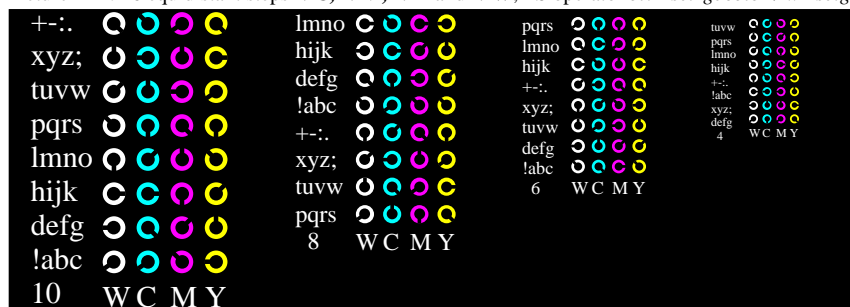 +-:.
xyz;
tuvw
pqrs
lmno
hijk
defg
!abc
10 W C M Y
lmno
hijk
defg
!abc
+-:.
xyz;
tuvw
pqrs
8 W C M Y
pqrs
lmno
hijk
+-:.
xyz;
tuvw
defg
!abc
6 W C M Y
tuvw
pqrs
lmno
hijk
+-:.
!abc
xyz;
defg
4 W C M Y